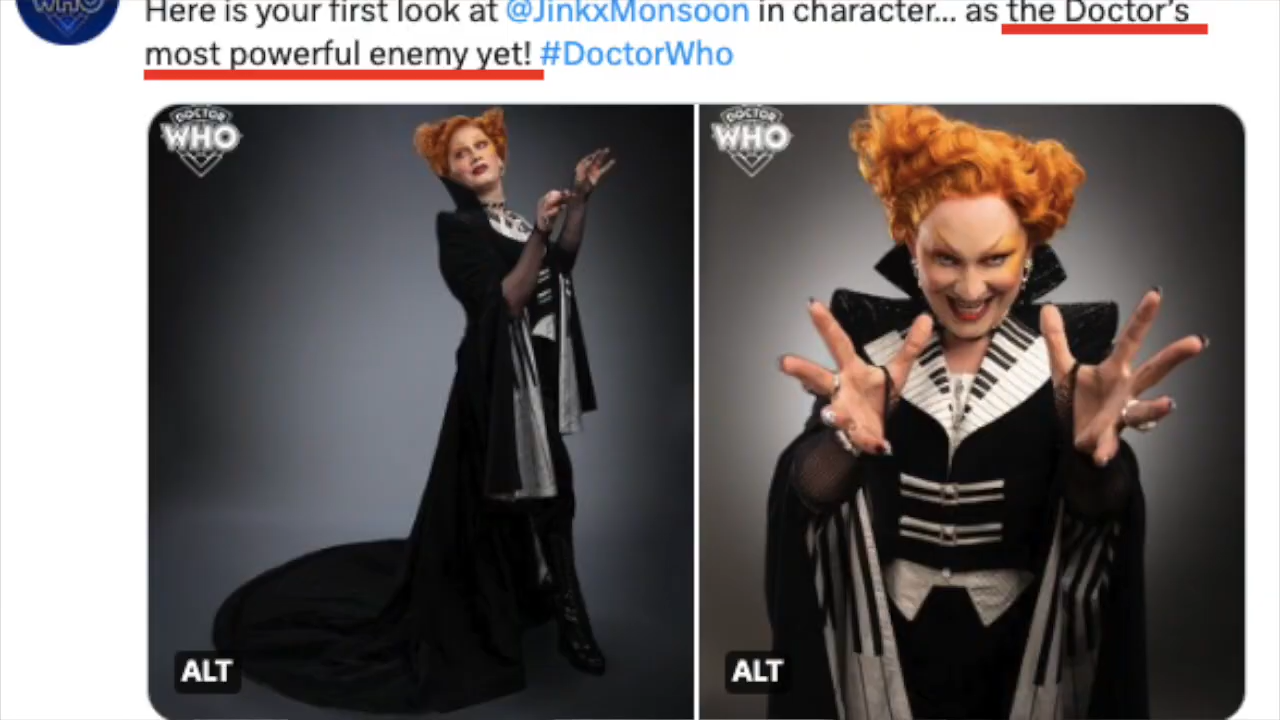 WHO
Here is your first look at @JinkxMonsoon in character... as the Doctor's
most powerful enemy yet! #DoctorWho
DOCTOR
WHO
DOCTOR
WHO
ALT
ALT